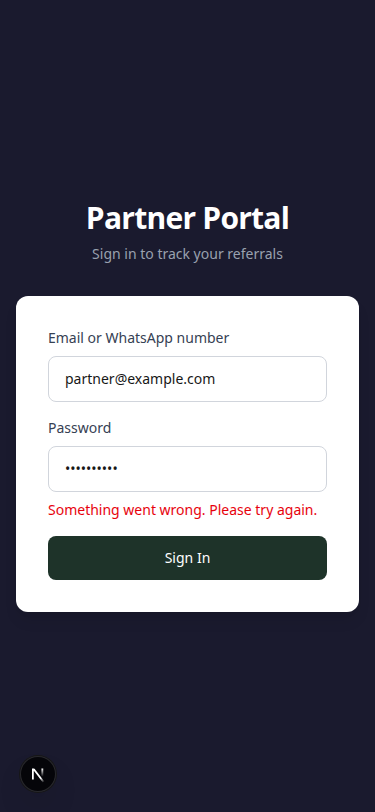 Partner Portal
Sign in to track your referrals
Email or WhatsApp number
partner@example.com
Password
••••••••••
Something went wrong. Please try again.
Sign In
N